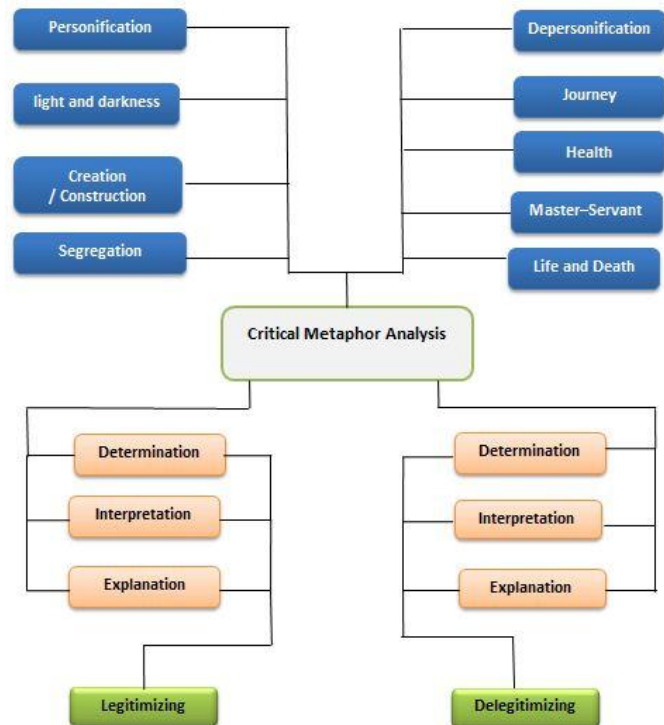 Personification
light and darkness
Creation
/ Construction
Segregation
Depersonification
Journey
Health
Master–Servant
Life and Death
Critical Metaphor Analysis
Determination
Interpretation
Explanation
Determination
Interpretation
Explanation
Legitimizing
Delegitimizing